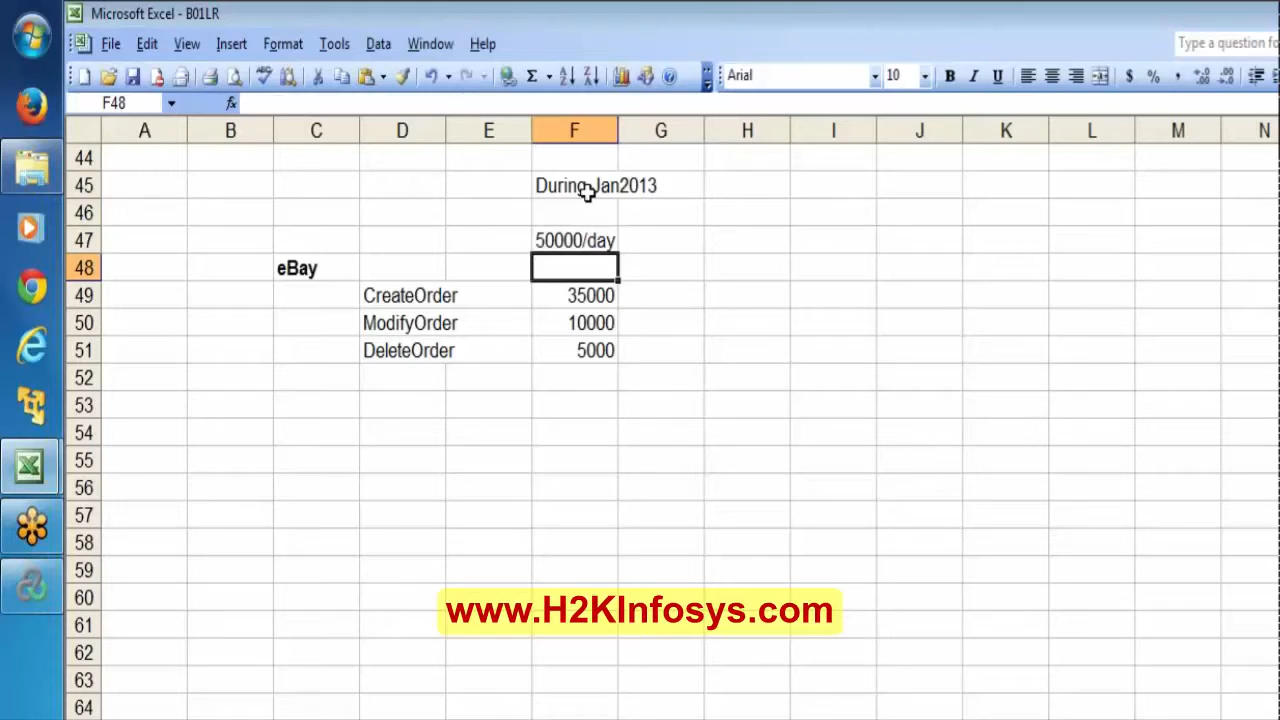 Microsoft Excel - B01LR
File Edit View Insert Format Tools Data Window Help
Type a question fo
Arial 10 B I U $ % ,
F48 fx
A B C D E F G H I J K L M N
44
45 During Jan2013
46
47 50000/day
48 eBay
49 CreateOrder 35000
50 ModifyOrder 10000
51 DeleteOrder 5000
52
53
54
55
56
57
58
59
60
www.H2KInfosys.com
61
62
63
64